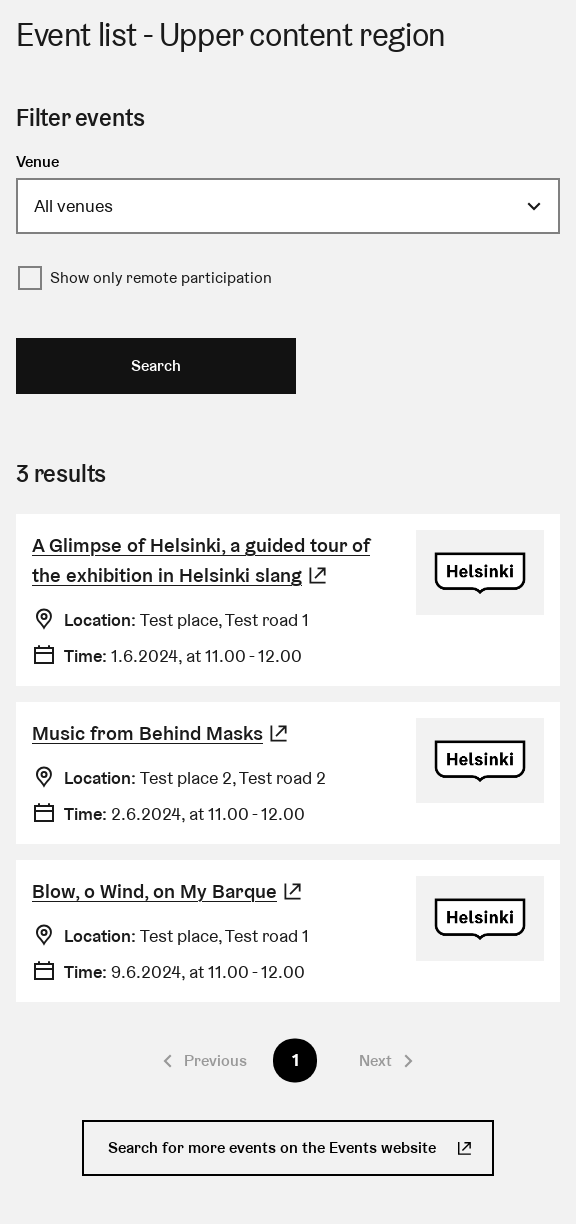 Event list - Upper content region
Filter events
Venue
All venues
Show only remote participation
Search
3 results
A Glimpse of Helsinki, a guided tour of
the exhibition in Helsinki slang
Helsinki
Location: Test place, Test road 1
Time: 1.6.2024, at 11.00 - 12.00
Music from Behind Masks
Helsinki
Location: Test place 2, Test road 2
Time: 2.6.2024, at 11.00 - 12.00
Blow, o Wind, on My Barque
Helsinki
Location: Test place, Test road 1
Time: 9.6.2024, at 11.00 - 12.00
Previous 1 Next
Search for more events on the Events website